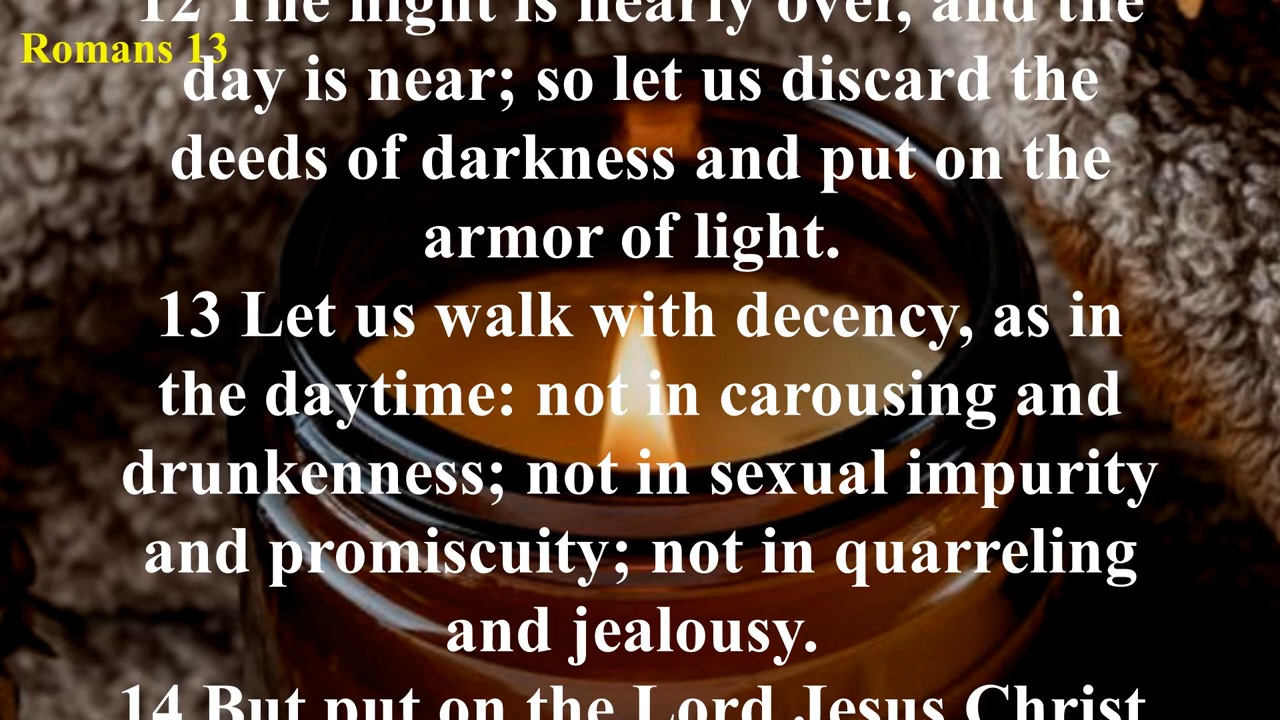 12 The night is nearly over, and the
Romans 13
day is near; so let us discard the
deeds of darkness and put on the
armor of light.
13 Let us walk with decency, as in
the daytime: not in carousing and
drunkenness; not in sexual impurity
and promiscuity; not in quarreling
and jealousy.
14 But put on the Lord Jesus Christ